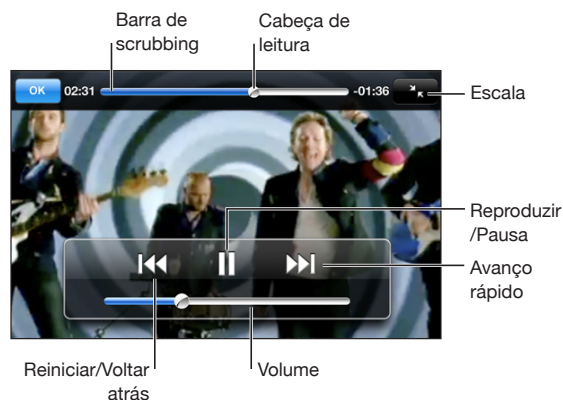 Barra de
scrubbing
Cabeça de
leitura
OK
02:31
-01:36
Escala
Reproduzir
/Pausa
Avanço
rápido
Reiniciar/Voltar
atrás
Volume